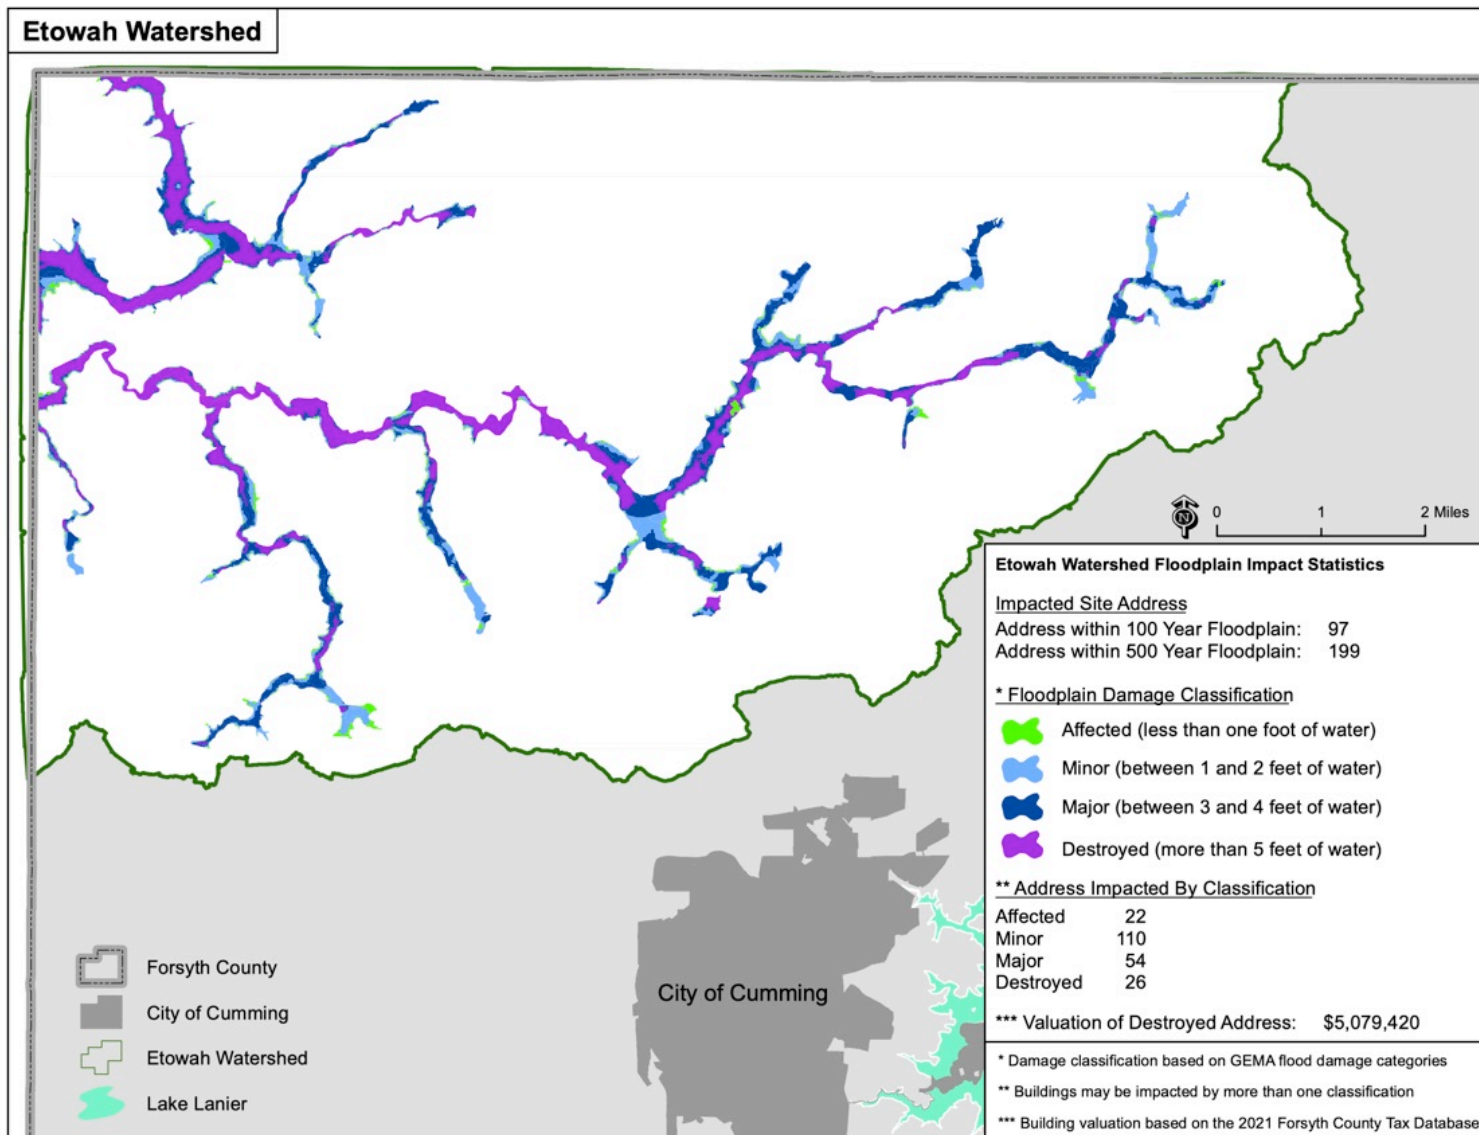 Etowah Watershed
N
0 1 2 Miles
Etowah Watershed Floodplain Impact Statistics
Impacted Site Address
Address within 100 Year Floodplain: 97
Address within 500 Year Floodplain: 199
* Floodplain Damage Classification
Affected (less than one foot of water)
Minor (between 1 and 2 feet of water)
Major (between 3 and 4 feet of water)
Destroyed (more than 5 feet of water)
** Address Impacted By Classification
Affected 22
Minor 110
Major 54
Destroyed 26
*** Valuation of Destroyed Address: $5,079,420
* Damage classification based on GEMA flood damage categories
** Buildings may be impacted by more than one classification
*** Building valuation based on the 2021 Forsyth County Tax Database
City of Cumming
Forsyth County
City of Cumming
Etowah Watershed
Lake Lanier